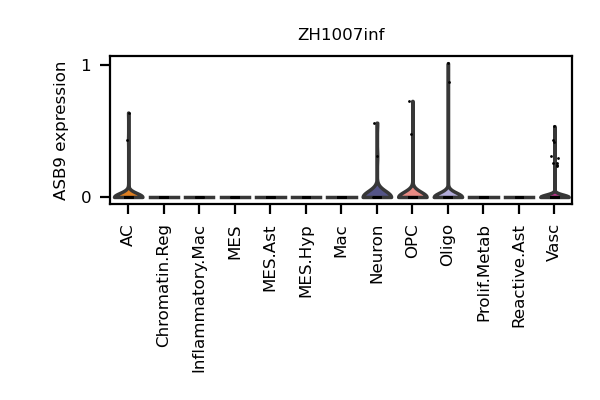 ZH1007inf
ASB9 expression
1
0
AC
Chromatin.Reg
Inflammatory.Mac
MES
MES.Ast
MES.Hyp
Mac
Neuron
OPC
Oligo
Prolif.Metab
Reactive.Ast
Vasc